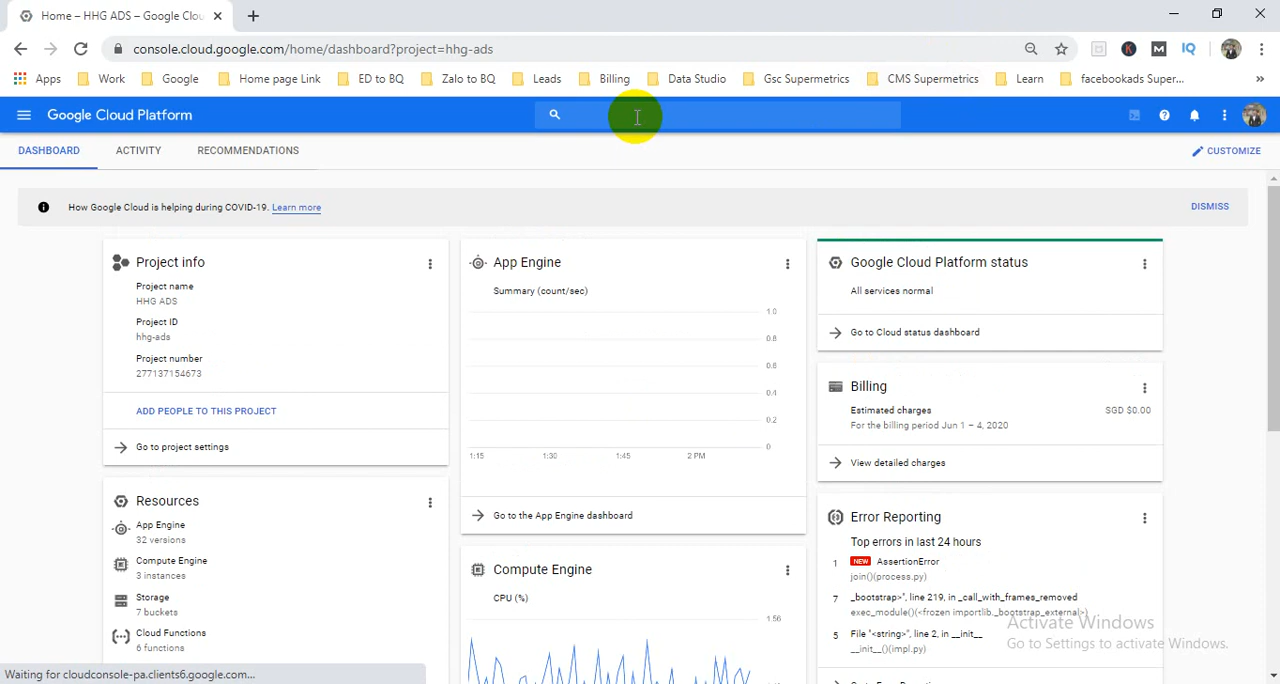 Home – HHG ADS – Google Clou
console.cloud.google.com/home/dashboard?project=hhg-ads
Apps Work Google Home page Link ED to BQ Zalo to BQ Leads Billing Data Studio Gsc Supermetrics CMS Supermetrics Learn facebookads Super... »
Google Cloud Platform
DASHBOARD ACTIVITY RECOMMENDATIONS CUSTOMIZE
How Google Cloud is helping during COVID-19. Learn more DISMISS
Project info
Project name
HHG ADS
Project ID
hhg-ads
Project number
277137154673
ADD PEOPLE TO THIS PROJECT
Go to project settings
Resources
App Engine
32 versions
Compute Engine
3 instances
Storage
7 buckets
Cloud Functions
6 functions
App Engine
Summary (count/sec)
1.0
0.8
0.6
0.4
0.2
0
1:15 1:30 1:45 2 PM
Go to the App Engine dashboard
Compute Engine
CPU (%)
1.56
Google Cloud Platform status
All services normal
Go to Cloud status dashboard
Billing
Estimated charges SGD $0.00
For the billing period Jun 1 – 4, 2020
View detailed charges
Error Reporting
Top errors in last 24 hours
1 NEW AssertionError
join()(process.py)
7 _bootstrap>", line 219, in _call_with_frames_removed
exec_module()(<frozen importlib._bootstrap_external>)
5 File "<string>", line 2, in __init__
__init__()(impl.py)
Activate Windows
Go to Settings to activate Windows.
Waiting for cloudconsole-pa.clients6.google.com...